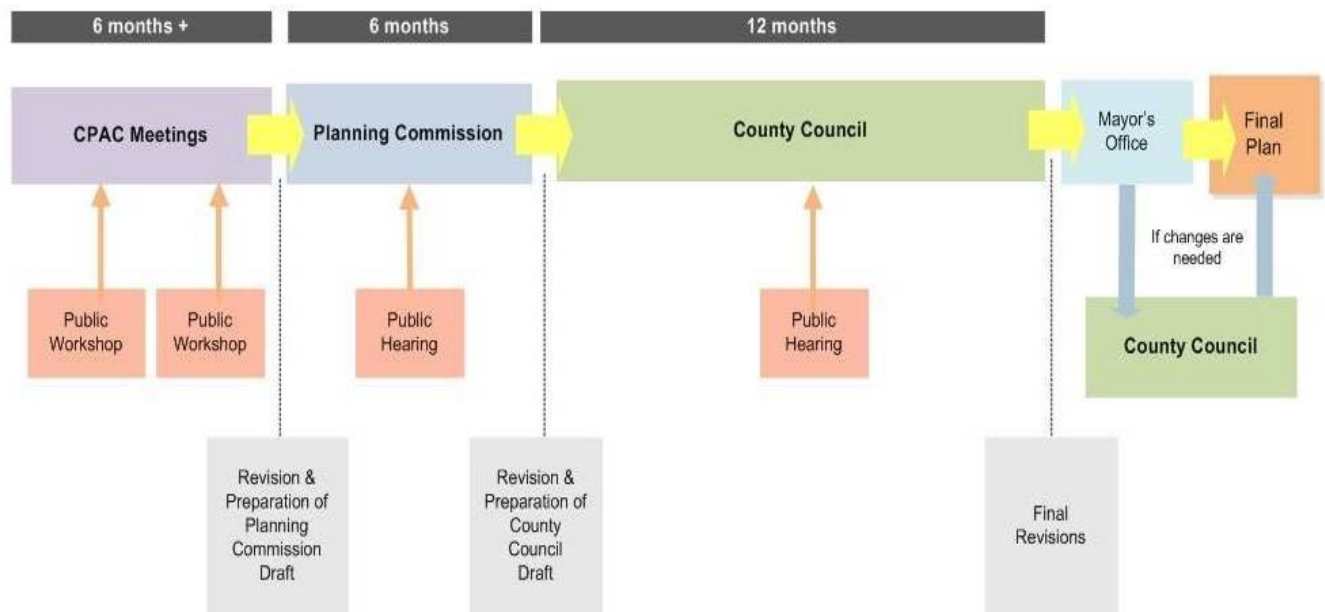 6 months +
6 months
12 months
CPAC Meetings
Planning Commission
County Council
Mayor's
Office
Final
Plan
If changes are
needed
Public
Workshop
Public
Workshop
Public
Hearing
Public
Hearing
County Council
Revision &
Preparation of
Planning
Commission
Draft
Revision &
Preparation of
County
Council
Draft
Final
Revisions